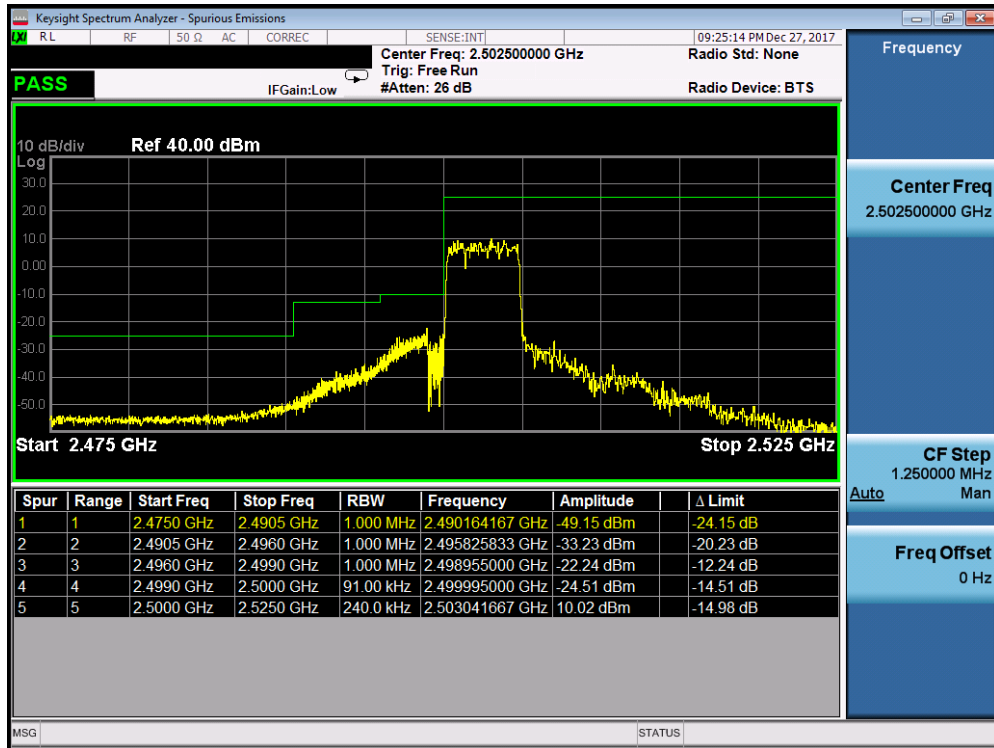 Keysight Spectrum Analyzer - Spurious Emissions
LXI RL RF 50 Ω AC CORREC SENSE:INT 09:25:14 PM Dec 27, 2017
Center Freq: 2.502500000 GHz Radio Std: None
Trig: Free Run
PASS IFGain:Low #Atten: 26 dB Radio Device: BTS
10 dB/div Ref 40.00 dBm
Log
30.0
20.0
10.0
0.00
-10.0
-20.0
-30.0
-40.0
-50.0
Start 2.475 GHz Stop 2.525 GHz
Spur Range Start Freq Stop Freq RBW Frequency Amplitude Δ Limit
1 1 2.4750 GHz 2.4905 GHz 1.000 MHz 2.490164167 GHz -49.15 dBm -24.15 dB
2 2 2.4905 GHz 2.4960 GHz 1.000 MHz 2.495825833 GHz -33.23 dBm -20.23 dB
3 3 2.4960 GHz 2.4990 GHz 1.000 MHz 2.498955000 GHz -22.24 dBm -12.24 dB
4 4 2.4990 GHz 2.5000 GHz 91.00 kHz 2.499995000 GHz -24.51 dBm -14.51 dB
5 5 2.5000 GHz 2.5250 GHz 240.0 kHz 2.503041667 GHz 10.02 dBm -14.98 dB
Frequency
Center Freq
2.502500000 GHz
CF Step
1.250000 MHz
Auto Man
Freq Offset
0 Hz
MSG STATUS